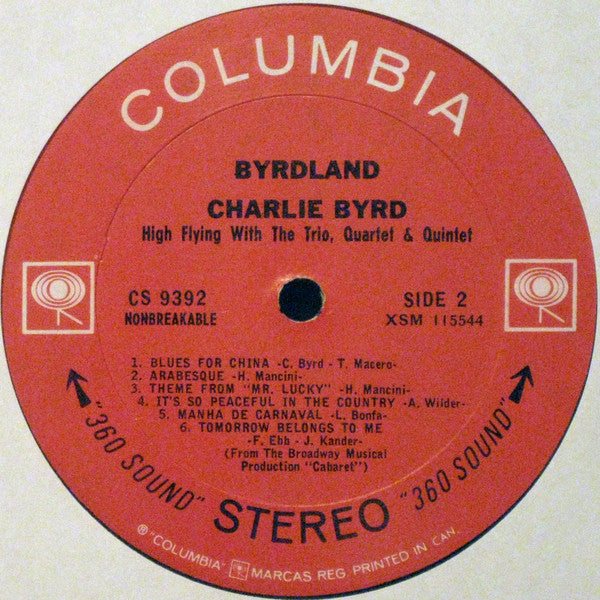 COLUMBIA
BYRDLAND
CHARLIE BYRD
High Flying With The Trio, Quartet & Quintet
CS 9392
NONBREAKABLE
SIDE 2
XSM 115544
1. BLUES FOR CHINA -C. Byrd - T. Macero-
2. ARABESQUE -H. Mancini-
3. THEME FROM "MR. LUCKY" -H. Mancini-
4. IT'S SO PEACEFUL IN THE COUNTRY -A. Wilder-
5. MANHA DE CARNAVAL -L. Bonfa-
6. TOMORROW BELONGS TO ME
-F. Ebb - J. Kander-
(From The Broadway Musical
Production "Cabaret")
"360 SOUND" STEREO "360 SOUND"
® "COLUMBIA" MARCAS REG. PRINTED IN CAN.